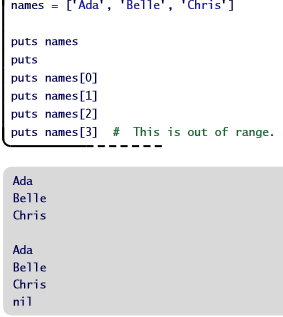 names = ['Ada', 'Belle', 'Chris']
puts names
puts
puts names[0]
puts names[1]
puts names[2]
puts names[3]  #  This is out of range.
Ada
Belle
Chris
Ada
Belle
Chris
nil